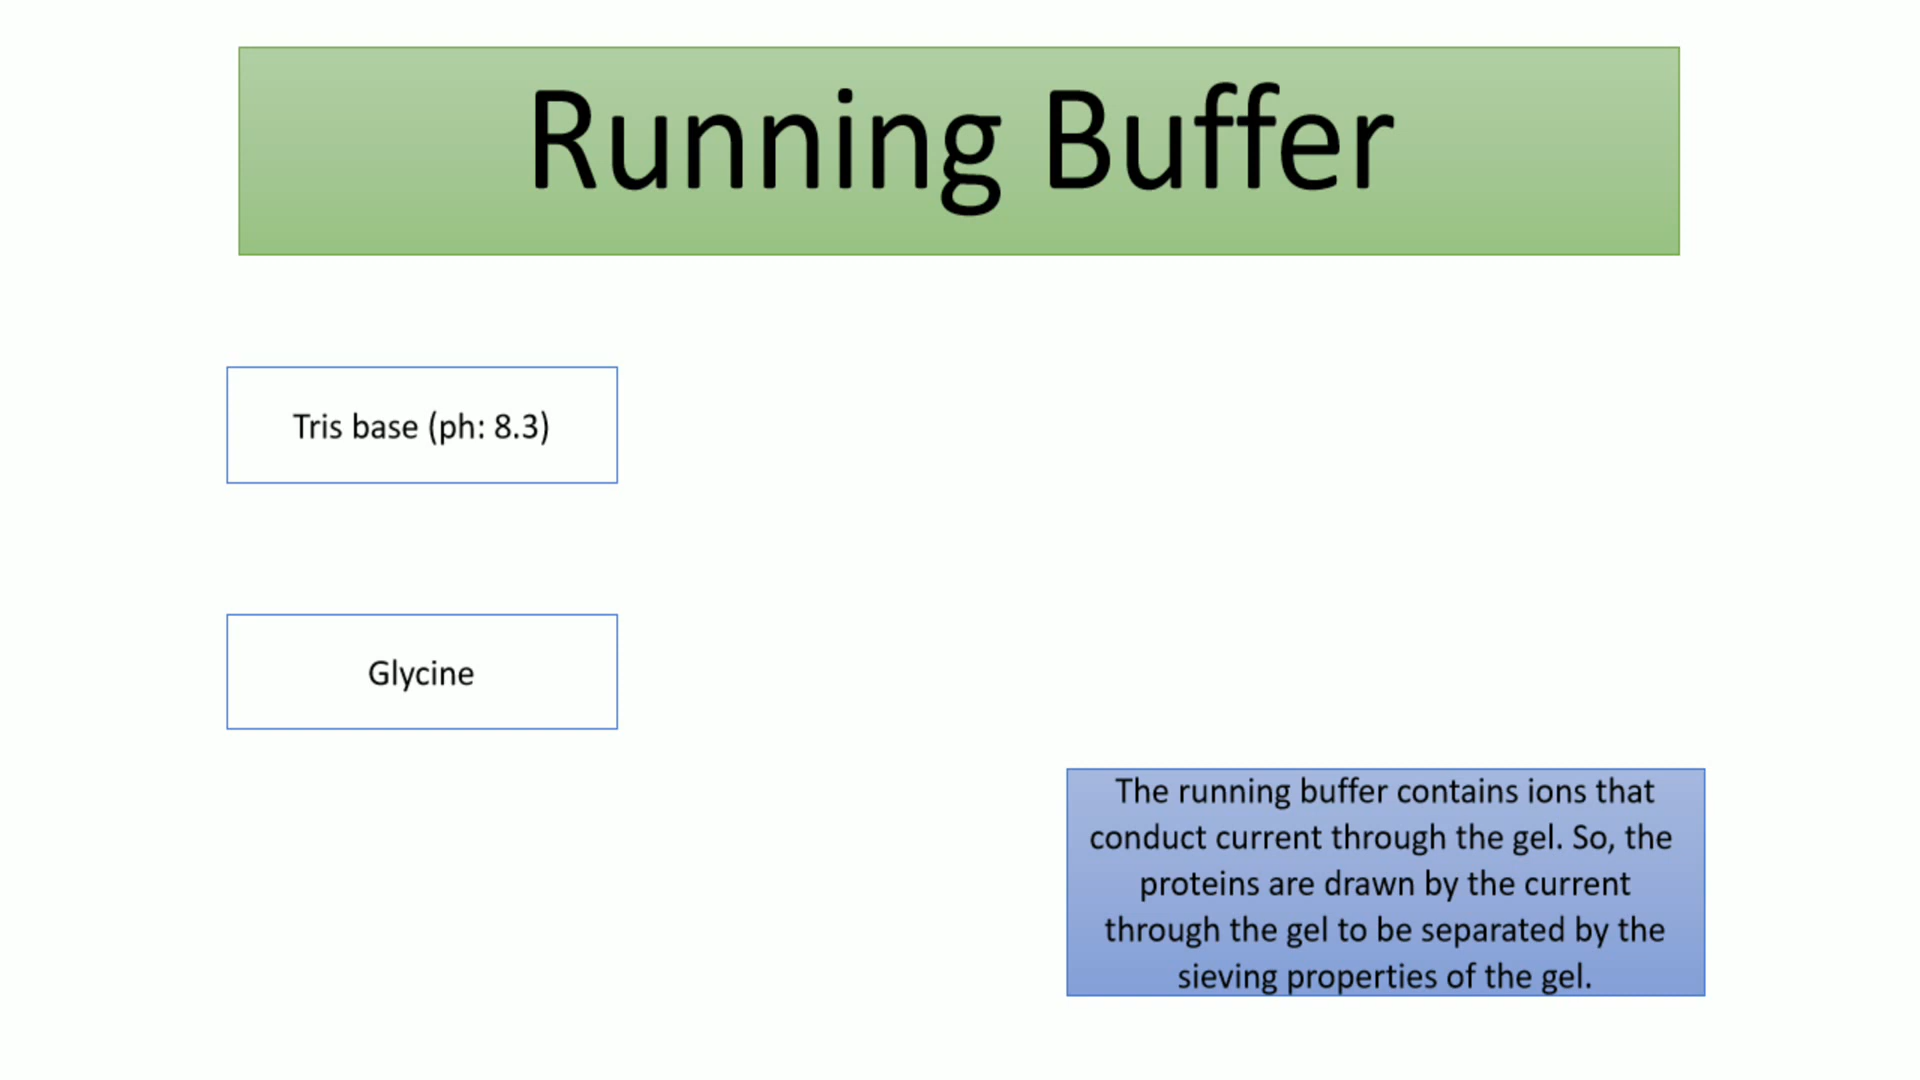 Running Buffer
Tris base (ph: 8.3)
Glycine
The running buffer contains ions that
conduct current through the gel. So, the
proteins are drawn by the current
through the gel to be separated by the
sieving properties of the gel.